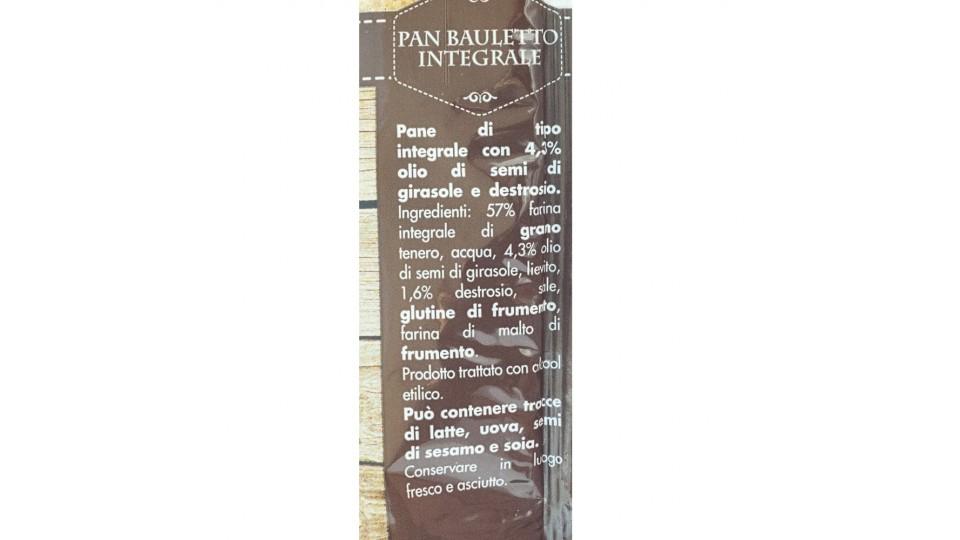 PAN BAULETTO
INTEGRALE
Pane di tipo
integrale con 4,3%
olio di semi di
girasole e destrosio.
Ingredienti: 57% farina
integrale di grano
tenero, acqua, 4,3% olio
di semi di girasole, lievito,
1,6% destrosio, sale,
glutine di frumento,
farina di malto di
frumento.
Prodotto trattato con alcool
etilico.
Può contenere tracce
di latte, uova, semi
di sesamo e soia.
Conservare in luogo
fresco e asciutto.